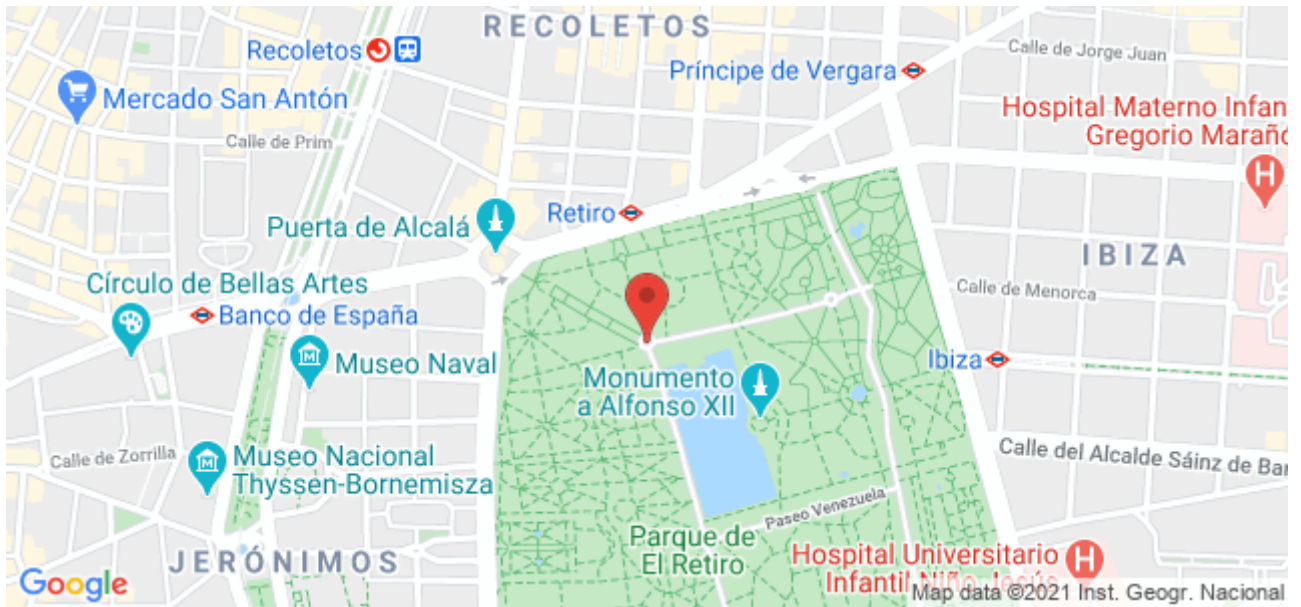 RECOLETOS
Recoletos
Calle de Jorge Juan
Príncipe de Vergara
Mercado San Antón
Hospital Materno Infan
Gregorio Maraño
Calle de Prim
H
Retiro
Puerta de Alcalá
IBIZA
Círculo de Bellas Artes
Calle de Menorca
Banco de España
Museo Naval
Ibiza
Monumento
a Alfonso XII
Calle de Zorrilla
Museo Nacional
Thyssen-Bornemisza
Calle del Alcalde Sáinz de Bar
Paseo Venezuela
Parque de
El Retiro
JERÓNIMOS
Hospital Universitario
Infantil Niño Jesús
H
Google
Map data ©2021 Inst. Geogr. Nacional